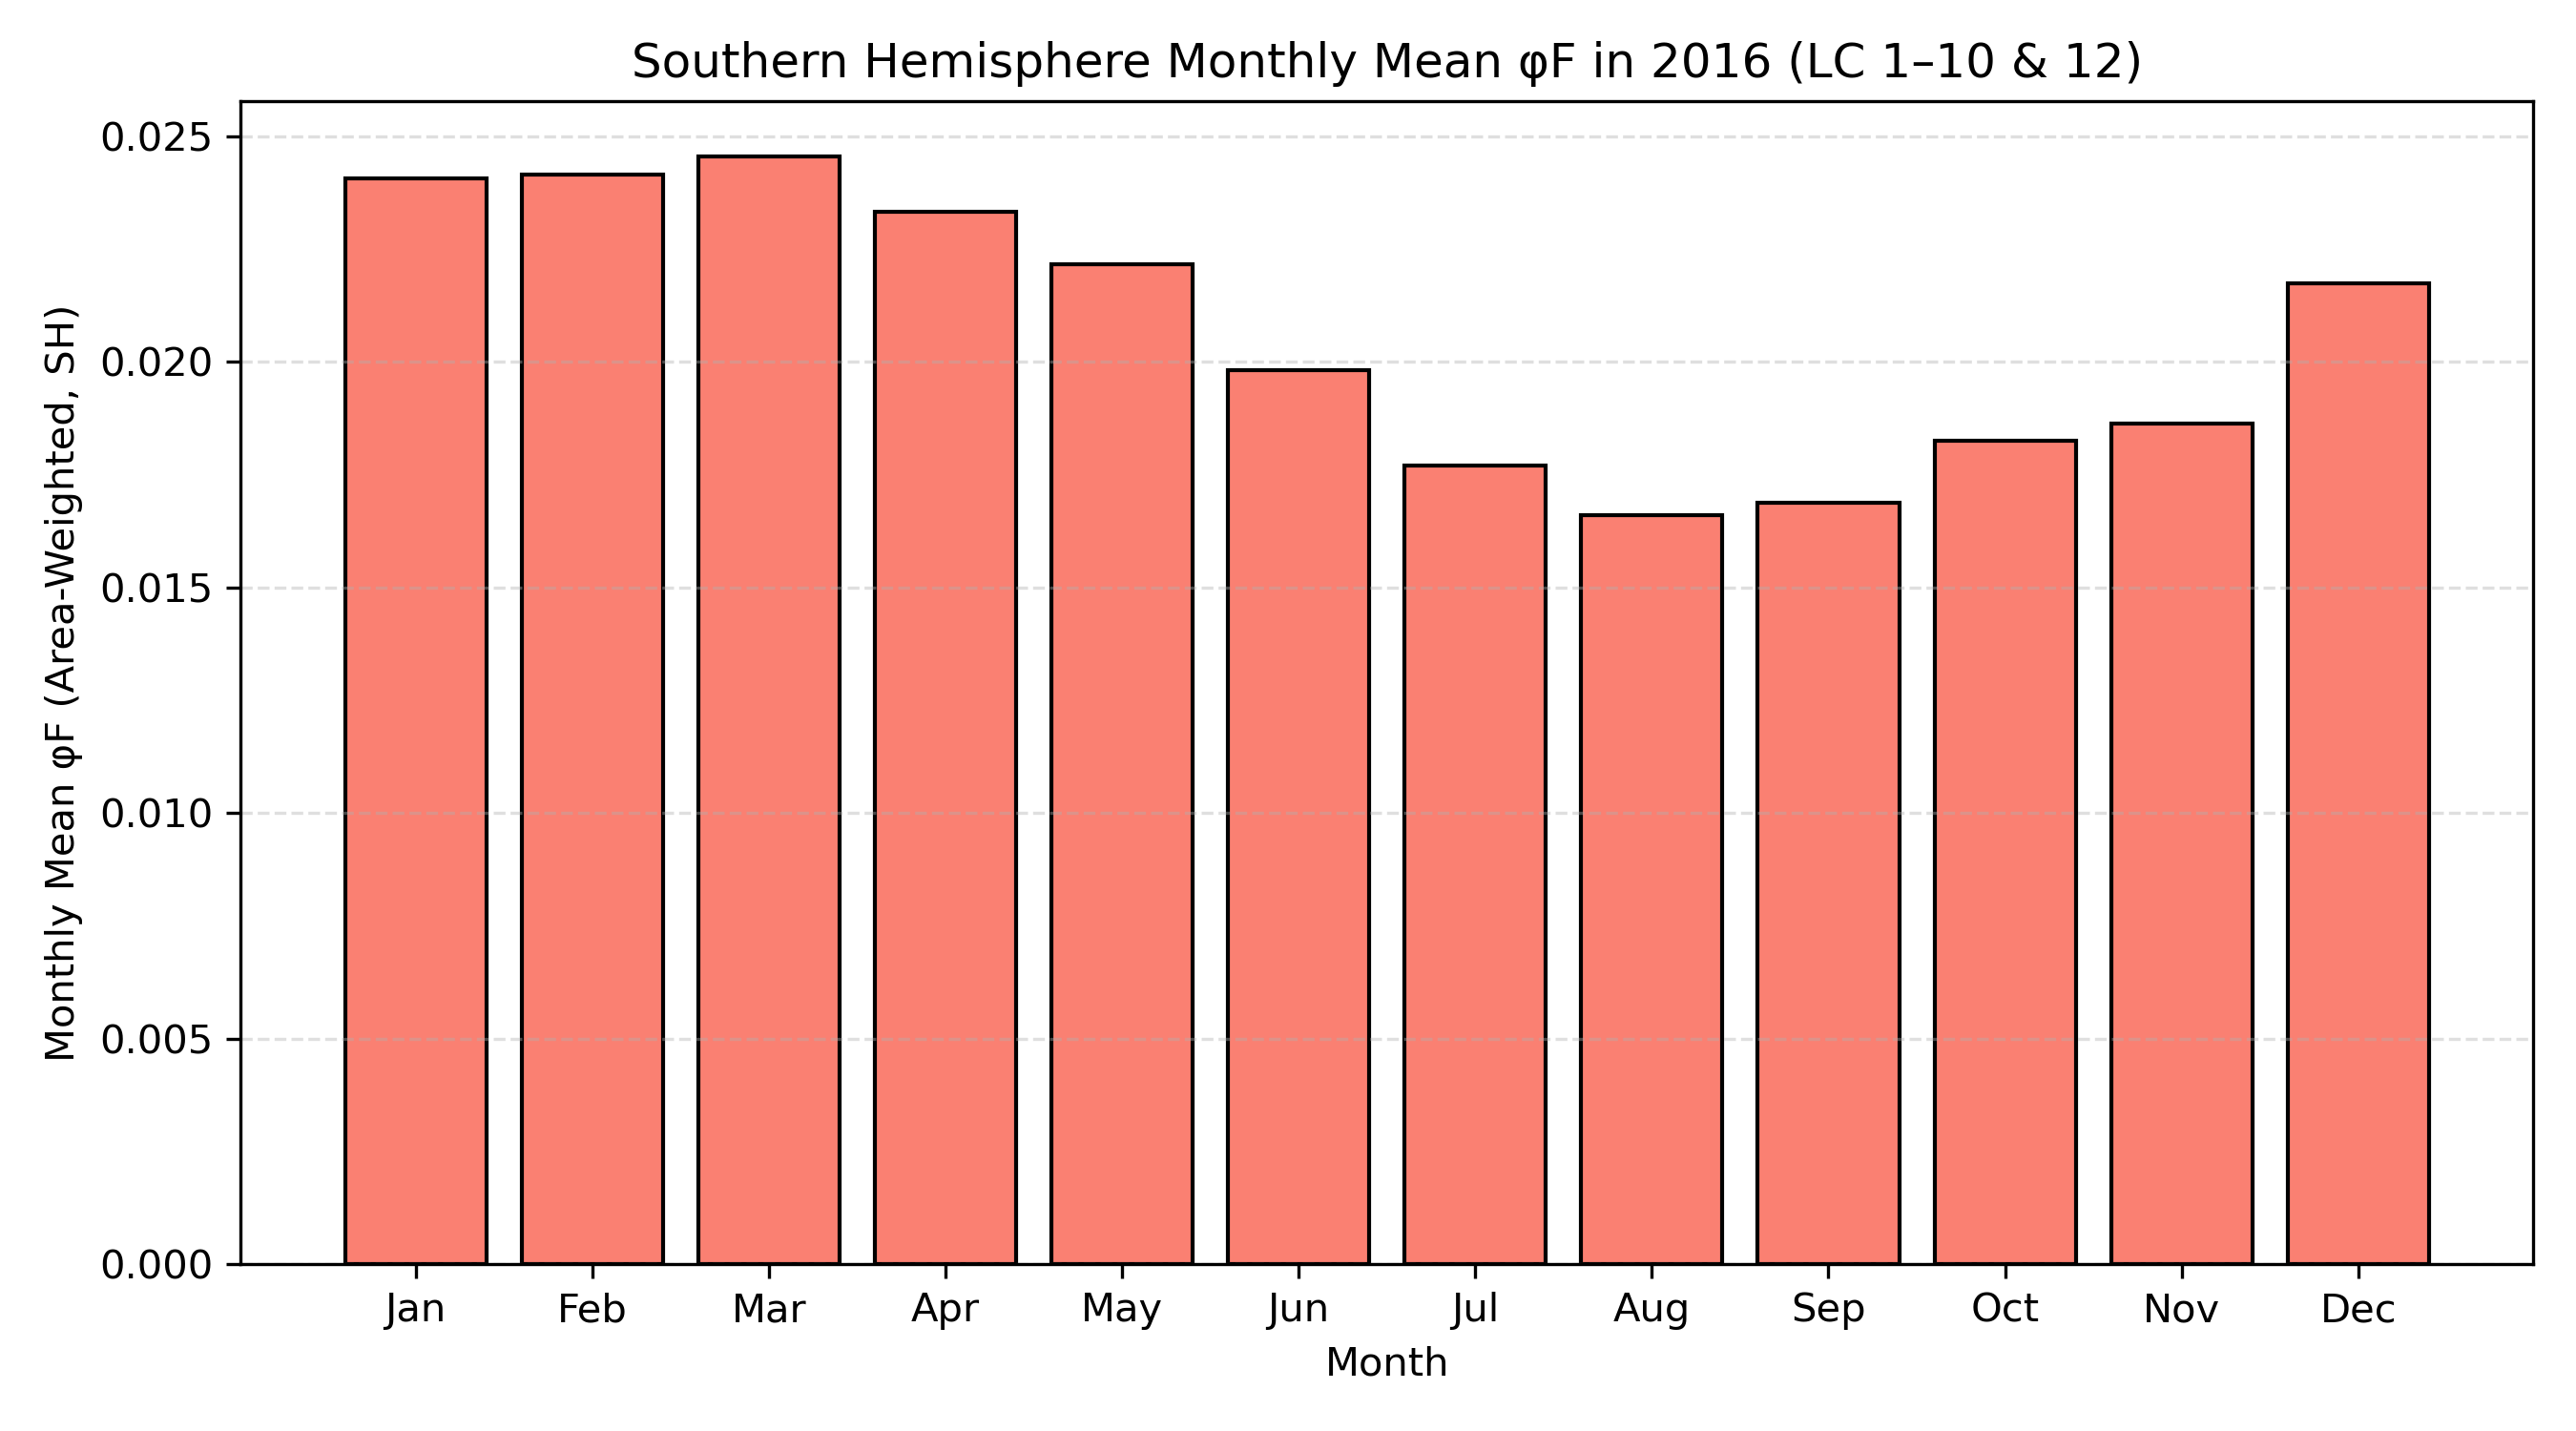 Southern Hemisphere Monthly Mean φF in 2016 (LC 1–10 & 12)
Monthly Mean φF (Area-Weighted, SH)
0.025
0.020
0.015
0.010
0.005
0.000
Jan Feb Mar Apr May Jun Jul Aug Sep Oct Nov Dec
Month